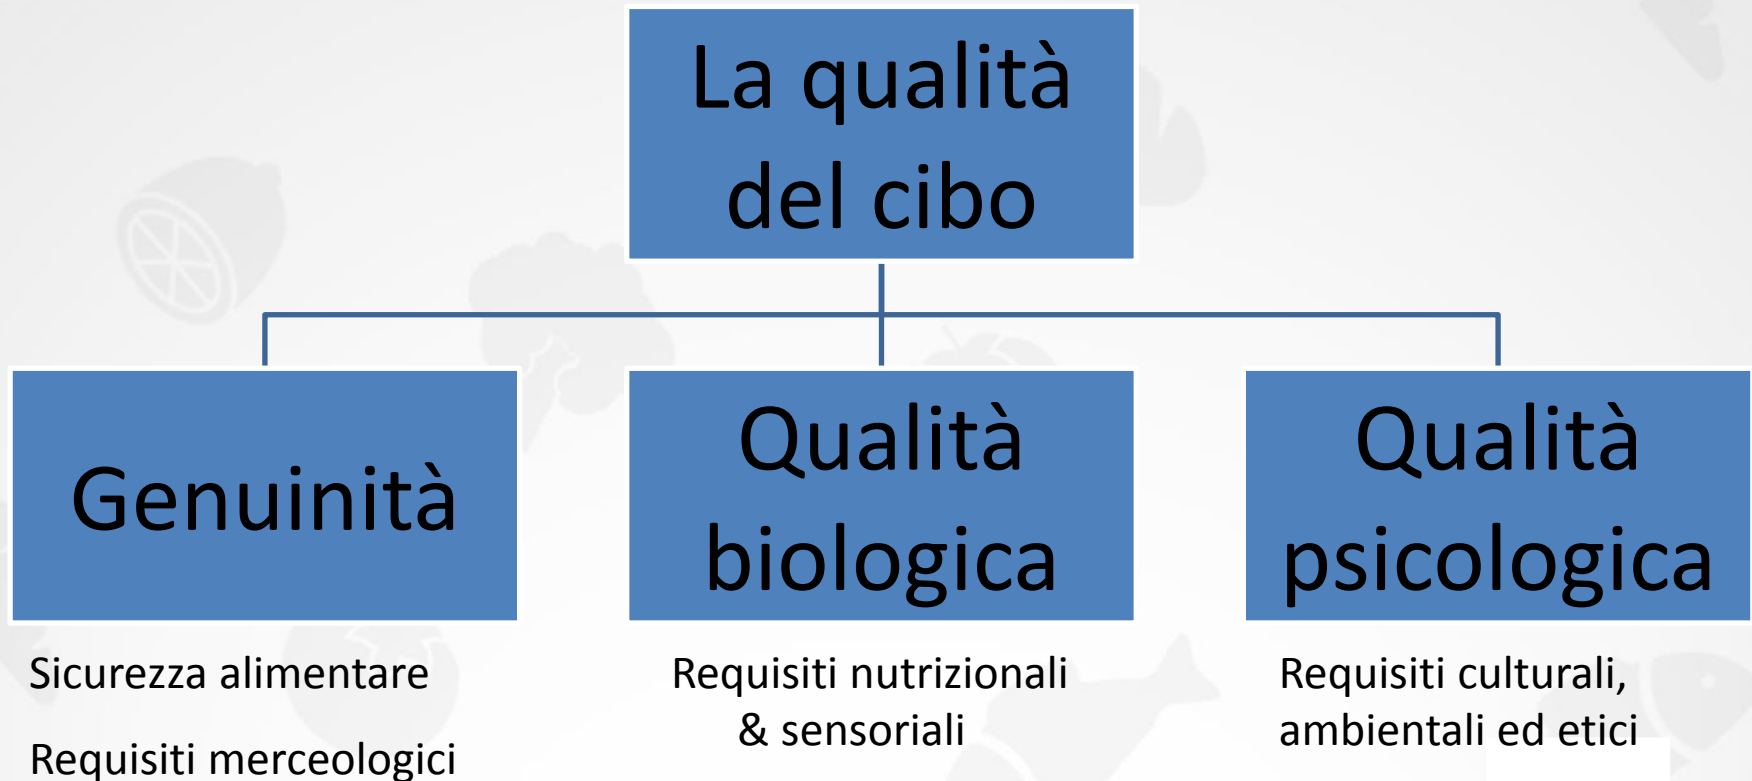 La qualità
del cibo
Genuinità
Qualità
biologica
Qualità
psicologica
Sicurezza alimentare
Requisiti merceologici
Requisiti nutrizionali
& sensoriali
Requisiti culturali,
ambientali ed etici